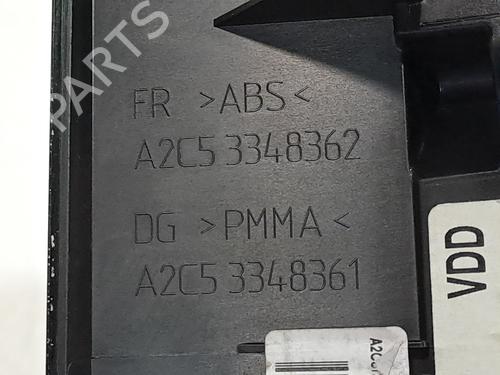 PARTS
FR >ABS<
A2C5 3348362
DG >PMMA<
A2C5 3348361
VDD